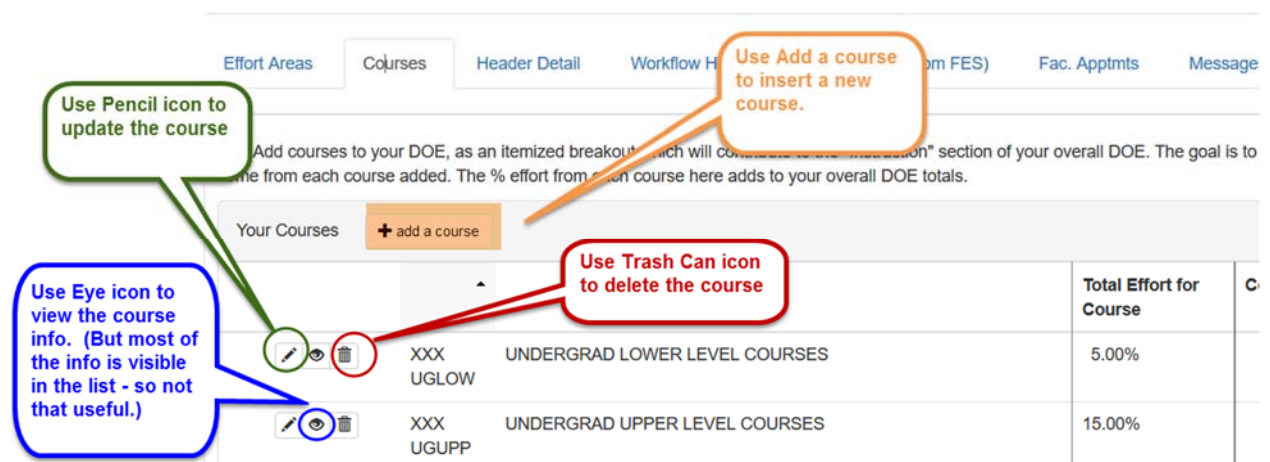 Effort Areas Courses Header Detail Workflow H om FES) Fac. Apptmts Message
Use Add a course
to insert a new
course.
Use Pencil icon to
update the course
Add courses to your DOE, as an itemized breakout which will contribute to the "Instruction" section of your overall DOE. The goal is to
me from each course added. The % effort from each course here adds to your overall DOE totals.
Your Courses + add a course
Use Trash Can icon
to delete the course
Use Eye icon to
view the course
info. (But most of
the info is visible
in the list - so not
that useful.)
Total Effort for
Course
XXX UNDERGRAD LOWER LEVEL COURSES 5.00%
UGLOW
XXX UNDERGRAD UPPER LEVEL COURSES 15.00%
UGUPP